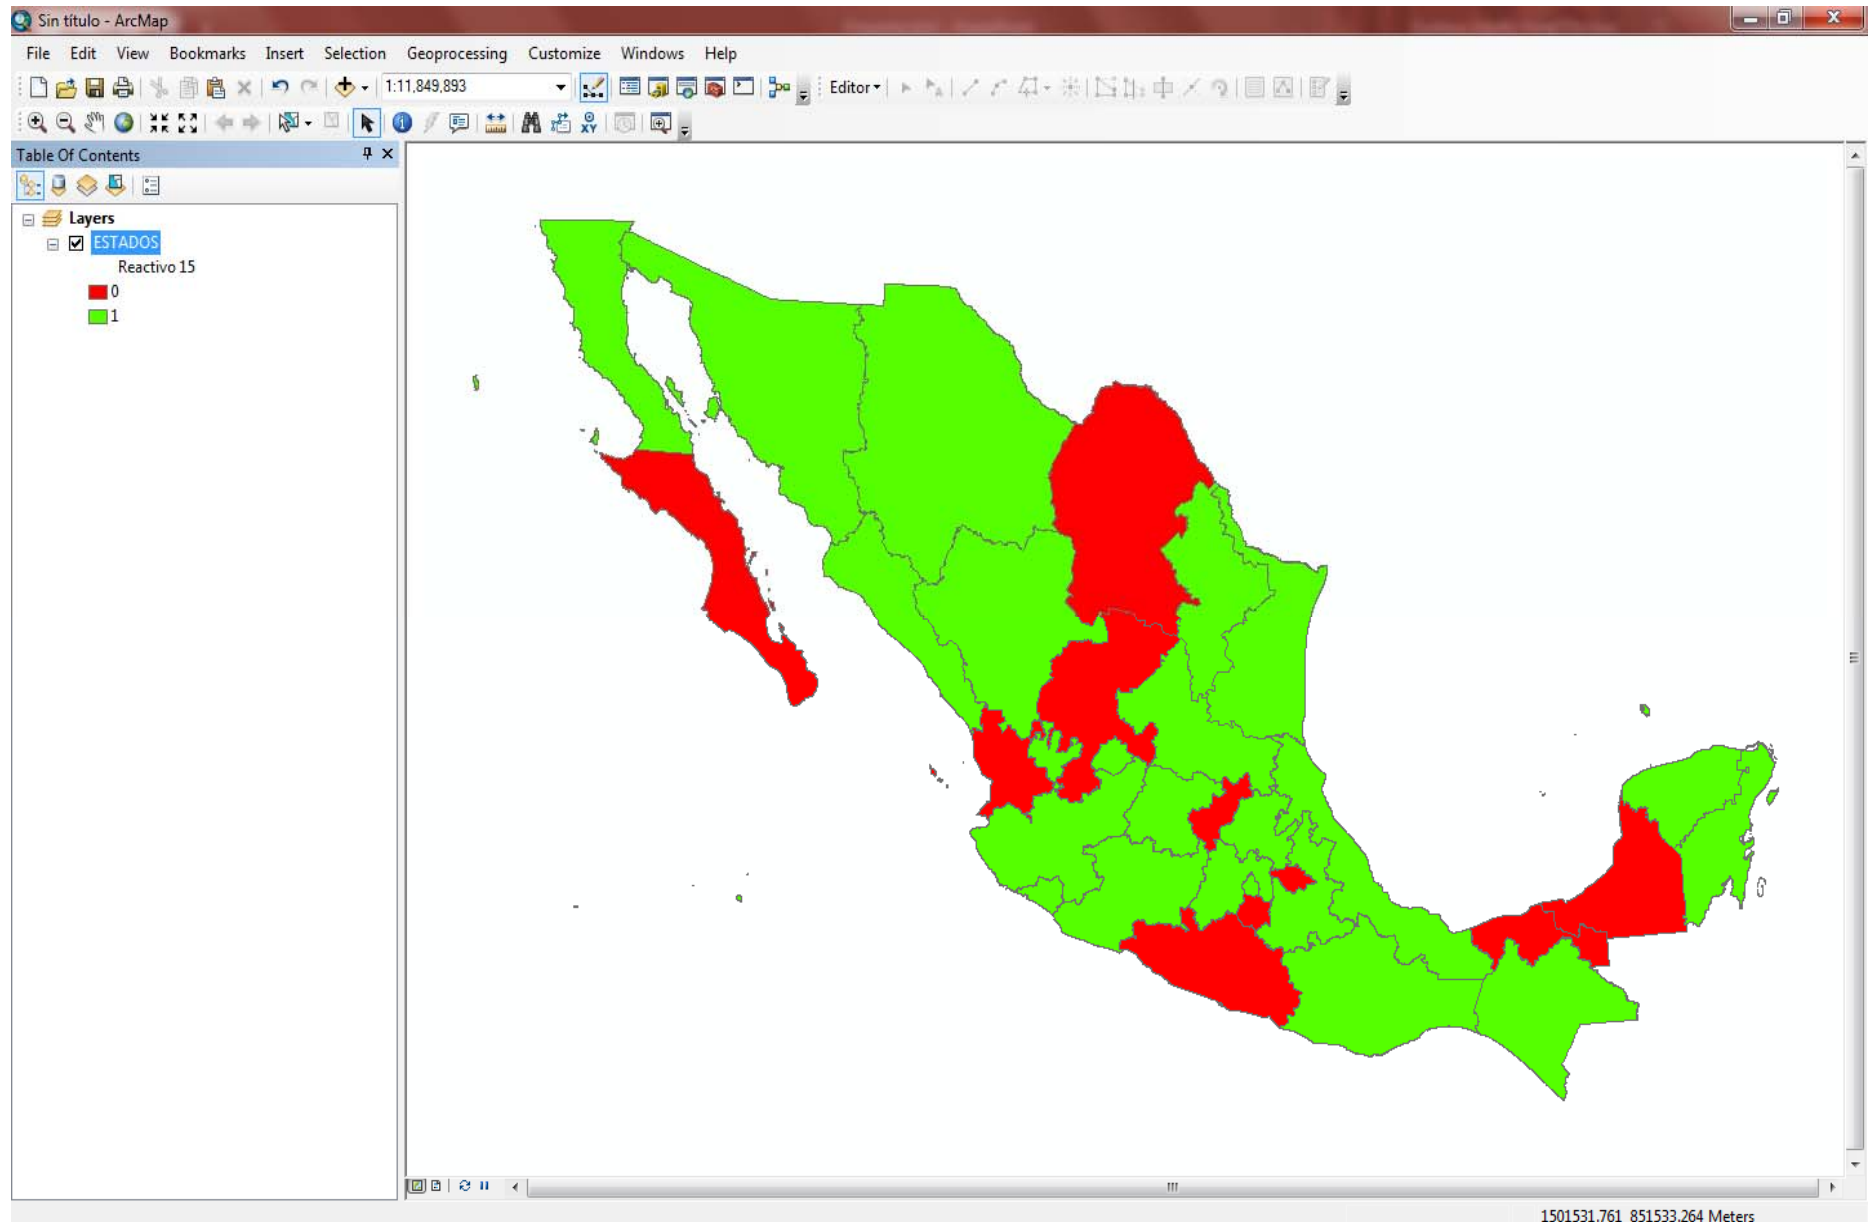 Sin título - ArcMap
File Edit View Bookmarks Insert Selection Geoprocessing Customize Windows Help
1:11,849,893
Editor
Table Of Contents
Layers
ESTADOS
Reactivo 15
0
1
1501531.761 851533.264 Meters